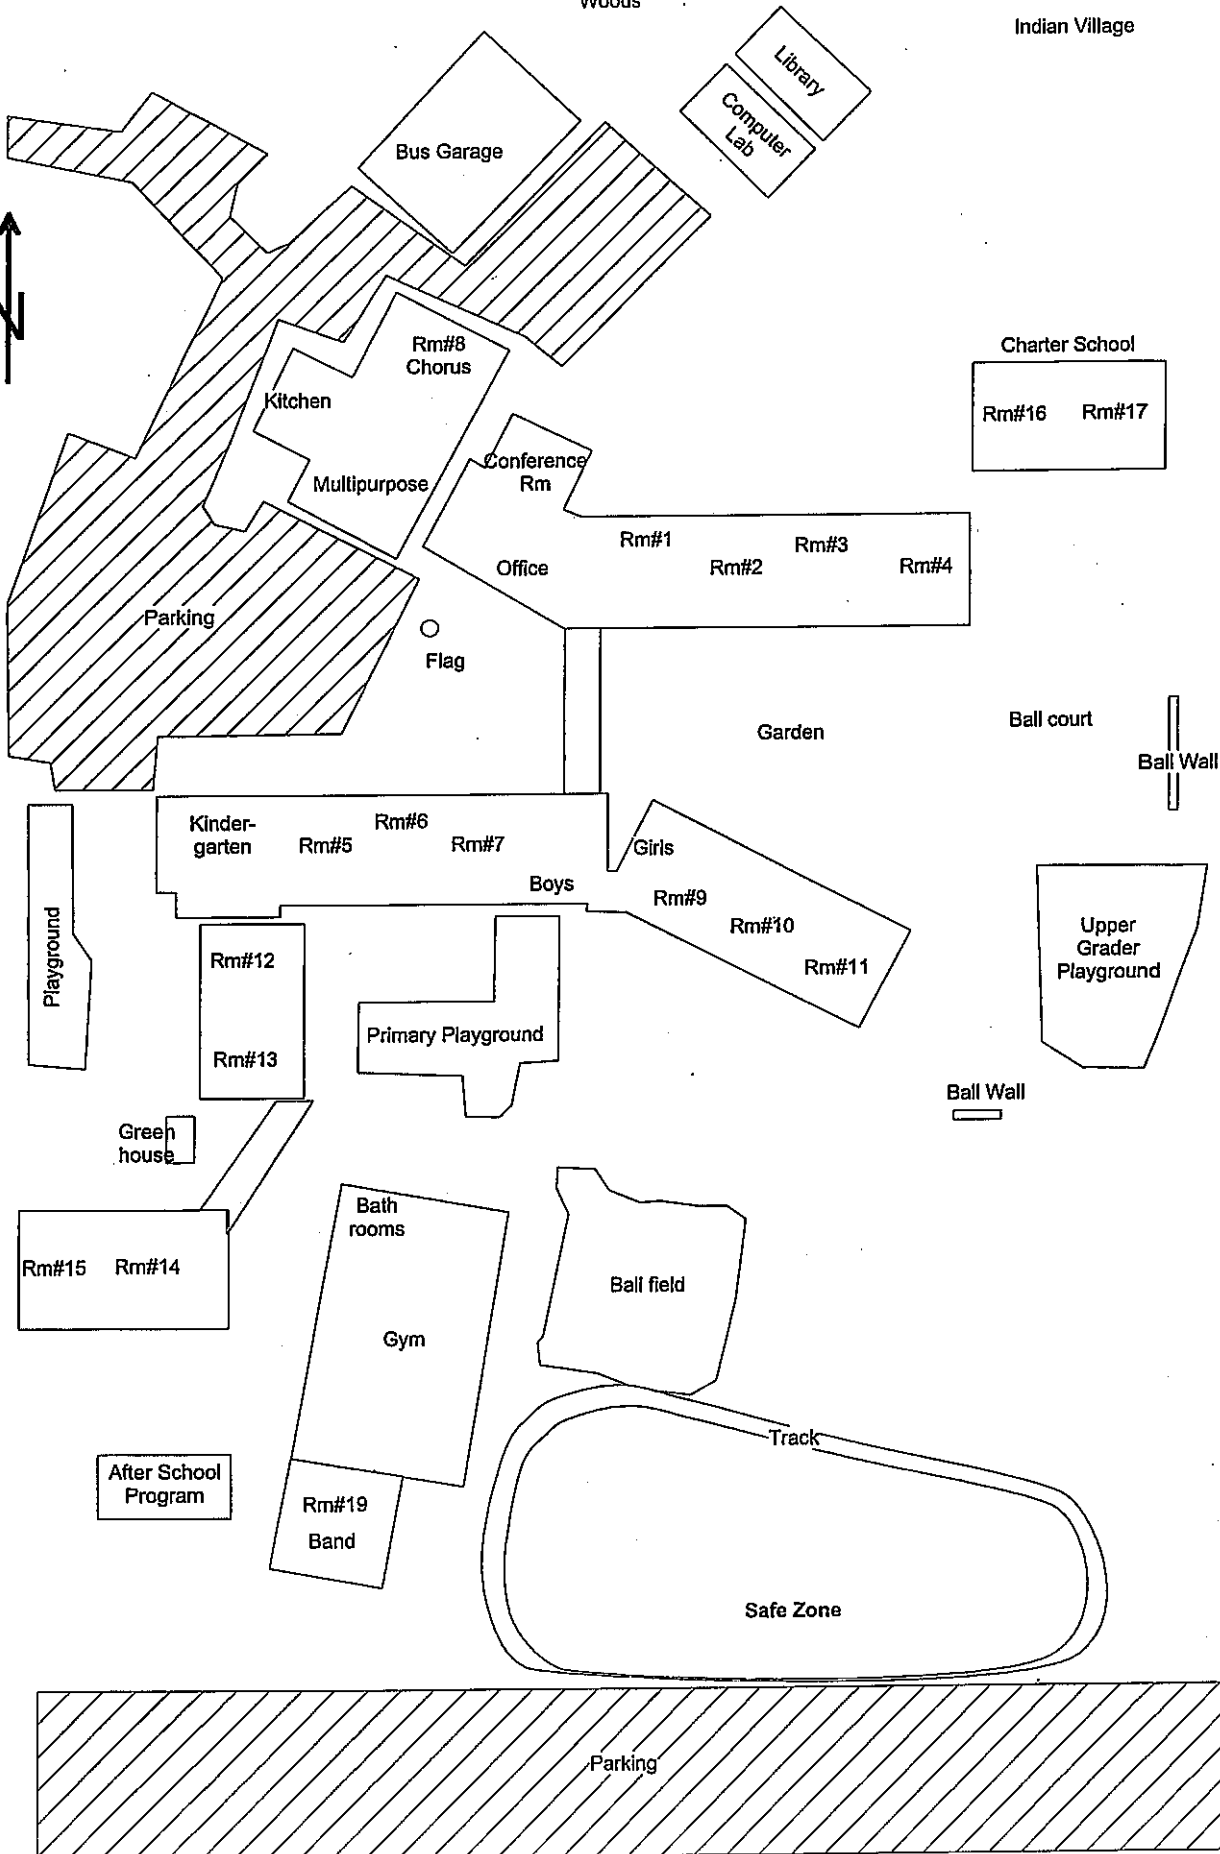 Woods
Indian Village
Library
Computer
Lab
Bus Garage
N
Rm#8
Chorus
Charter School
Kitchen
Rm#16
Rm#17
Conference
Rm
Multipurpose
Rm#1
Rm#3
Office
Rm#2
Rm#4
Parking
Flag
Garden
Ball court
Ball Wall
Kinder-
garten
Rm#6
Rm#5
Rm#7
Girls
Boys
Rm#9
Rm#10
Rm#11
Upper
Grader
Playground
Playground
Rm#12
Primary Playground
Rm#13
Ball Wall
Green
house
Bath
rooms
Rm#15
Rm#14
Ball field
Gym
Track
After School
Program
Rm#19
Band
Safe Zone
Parking